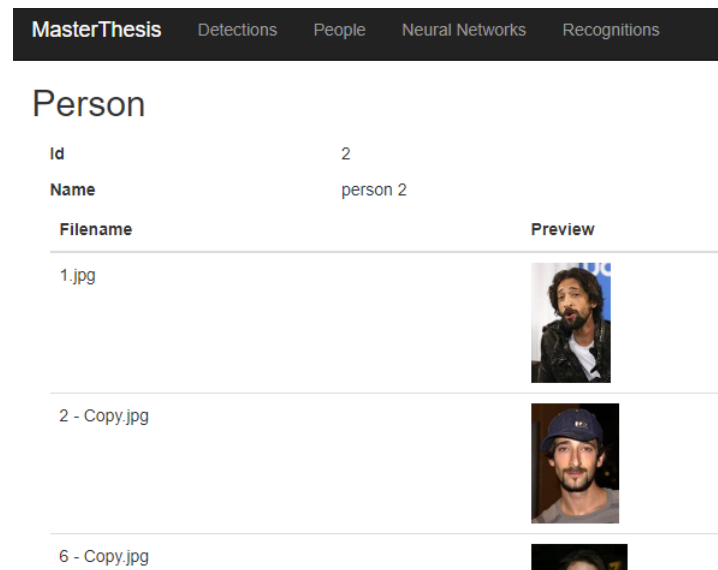 MasterThesis Detections People Neural Networks Recognitions
Person
Id 2
Name person 2
Filename Preview
1.jpg
2 - Copy.jpg
6 - Copy.jpg